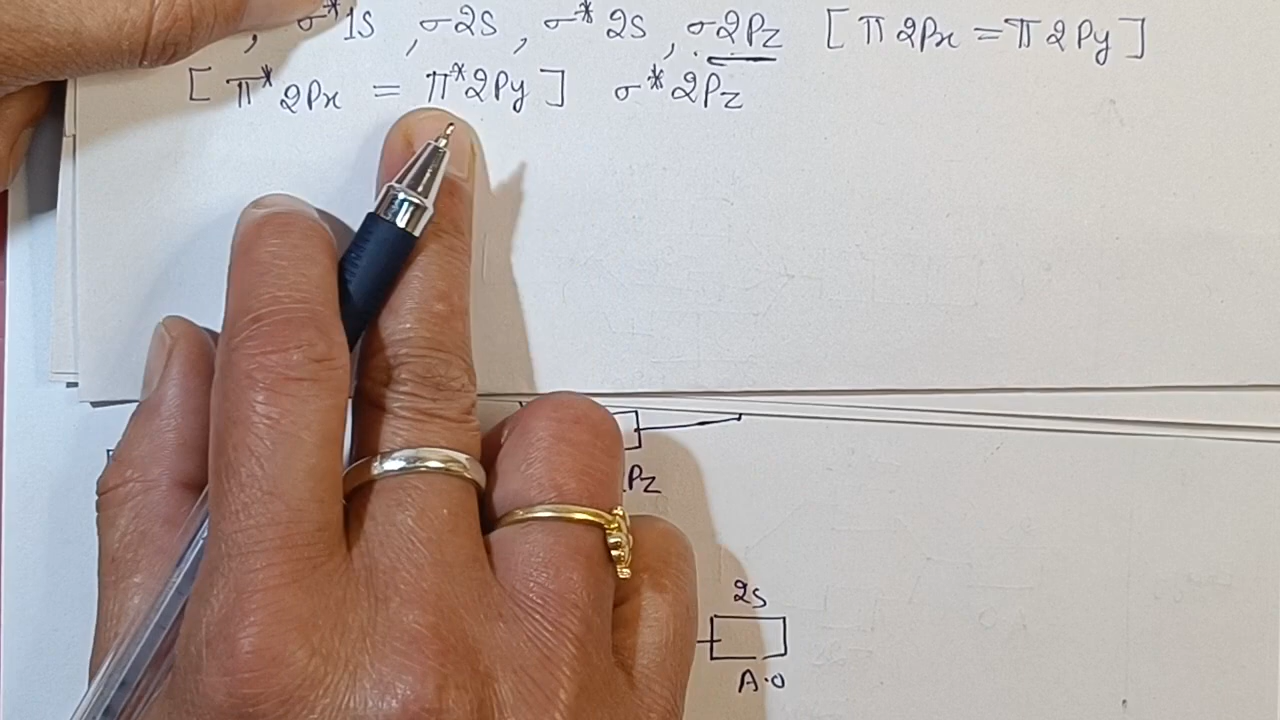 , σ*1S , σ2S , σ*2S , σ2Pz [π2Px = π2Py]
[π*2Px = π*2Py] σ*2Pz
Pz
2S
A.O